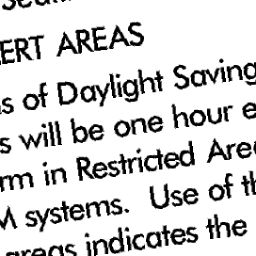 ERT AREAS
s of Daylight Saving
s will be one hour e
rm in Restricted Area
M systems. Use of th
areas indicates the